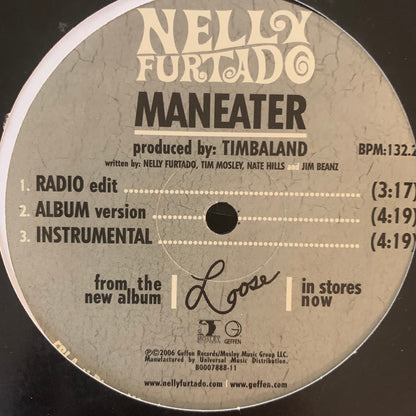 NELLY
FURTADO
MANEATER
produced by: TIMBALAND
BPM:132.2
written by: NELLY FURTADO, TIM MOSLEY, NATE HILLS and JIM BEANZ
1. RADIO edit (3:17)
2. ALBUM version (4:19)
3. INSTRUMENTAL (4:19)
from the new album | Loose | in stores now
MOSLEY
GEFFEN
℗©2006 Geffen Records/Mosley Music Group LLC.
Manufactured by Universal Music Distribution.
B0007888-11
www.nellyfurtado.com | www.geffen.com